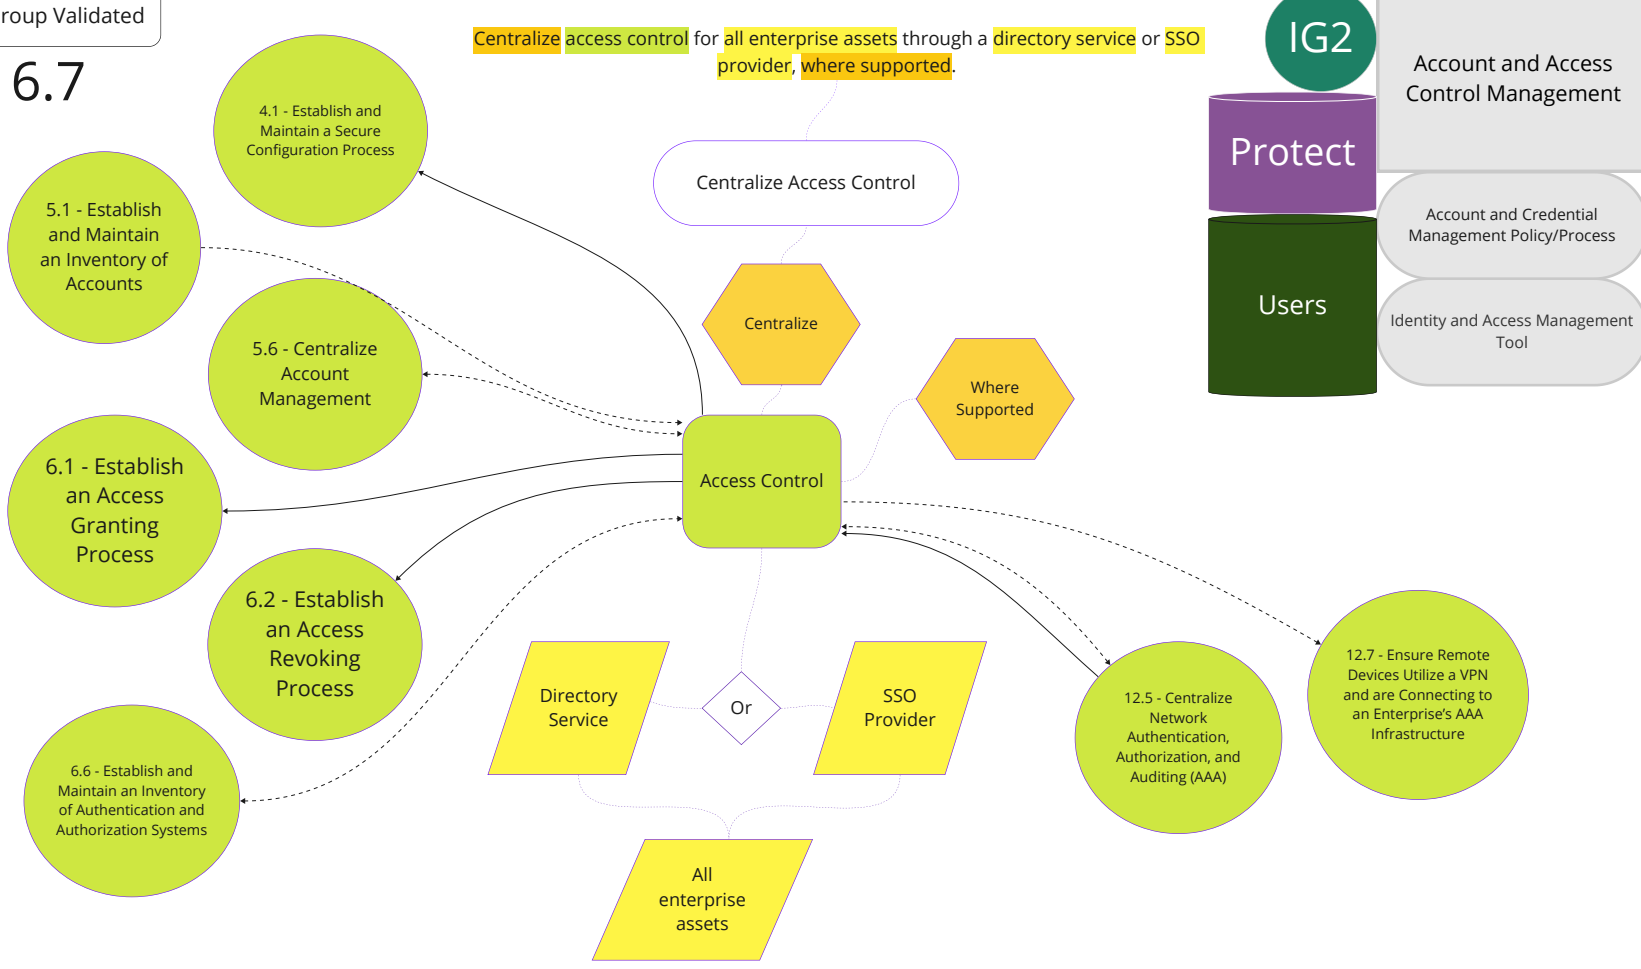 roup Validated
6.7
Centralize access control for all enterprise assets through a directory service or SSO
provider, where supported.
IG2
Account and Access
Control Management
Protect
Account and Credential
Management Policy/Process
Users
Identity and Access Management
Tool
4.1 - Establish and
Maintain a Secure
Configuration Process
Centralize Access Control
5.1 - Establish
and Maintain
an Inventory of
Accounts
5.6 - Centralize
Account
Management
Centralize
Where
Supported
6.1 - Establish
an Access
Granting
Process
Access Control
6.2 - Establish
an Access
Revoking
Process
Directory
Service
Or
SSO
Provider
12.5 - Centralize
Network
Authentication,
Authorization, and
Auditing (AAA)
12.7 - Ensure Remote
Devices Utilize a VPN
and are Connecting to
an Enterprise’s AAA
Infrastructure
6.6 - Establish and
Maintain an Inventory
of Authentication and
Authorization Systems
All
enterprise
assets